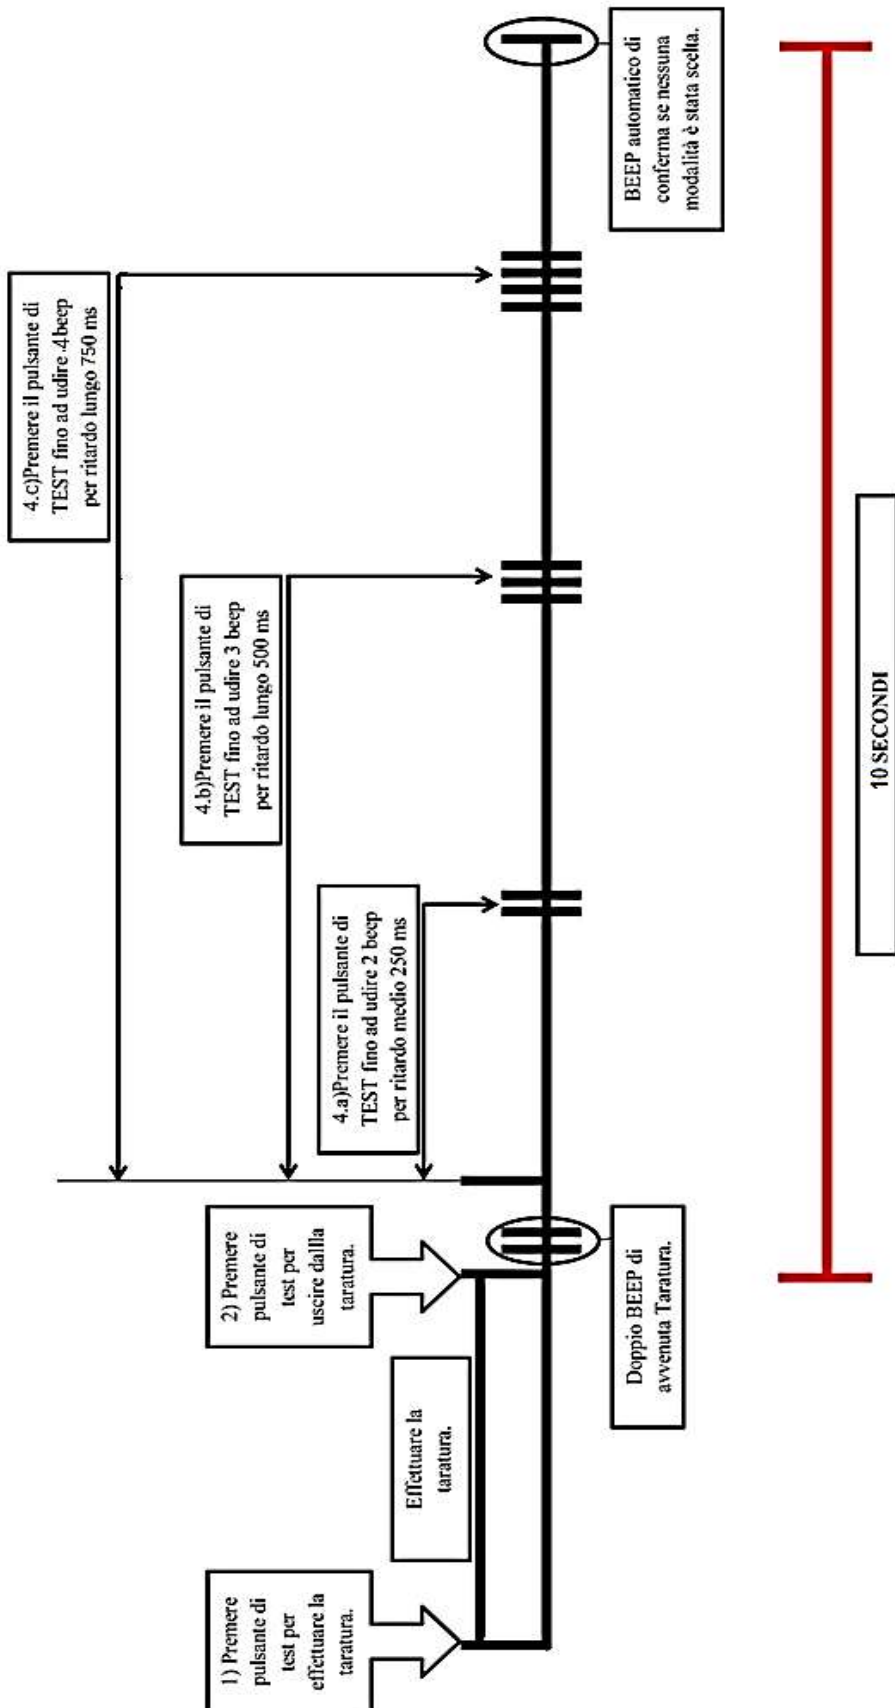 1) Premere
pulsante di
test per
effettuare la
taratura.
Effettuare la
taratura.
2) Premere
pulsante di
test per
uscire dallla
taratura.
Doppio BEEP di
avvenuta Taratura.
4.a)Premere il pulsante di
TEST fino ad udire 2 beep
per ritardo medio 250 ms
4.b)Premere il pulsante di
TEST fino ad udire 3 beep
per ritardo lungo 500 ms
4.c)Premere il pulsante di
TEST fino ad udire 4 beep
per ritardo lungo 750 ms
BEEP automatico di
conferma se nessuna
modalità è stata scelta.
10 SECONDI